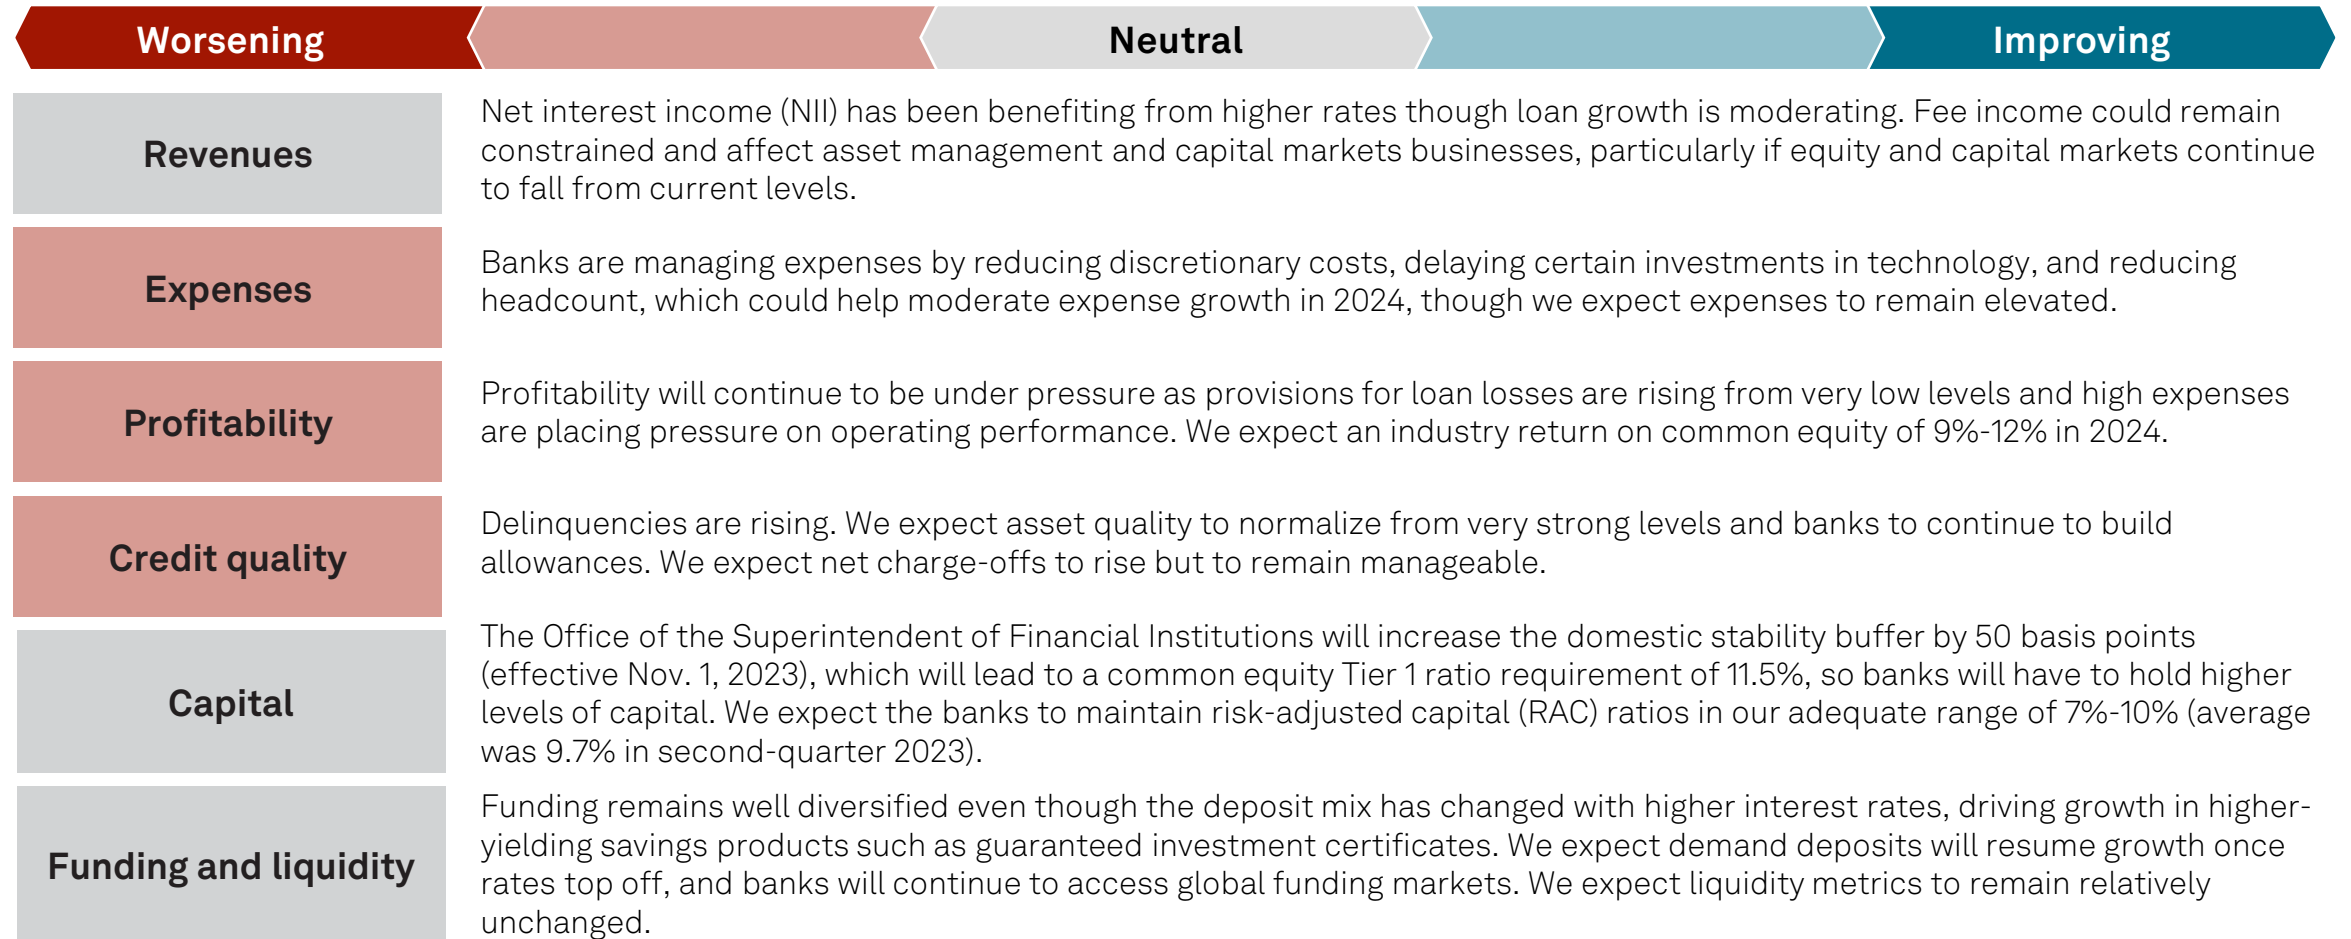 Worsening
Neutral
Improving
Revenues
Net interest income (NII) has been benefiting from higher rates though loan growth is moderating. Fee income could remain
constrained and affect asset management and capital markets businesses, particularly if equity and capital markets continue
to fall from current levels.
Expenses
Banks are managing expenses by reducing discretionary costs, delaying certain investments in technology, and reducing
headcount, which could help moderate expense growth in 2024, though we expect expenses to remain elevated.
Profitability
Profitability will continue to be under pressure as provisions for loan losses are rising from very low levels and high expenses
are placing pressure on operating performance. We expect an industry return on common equity of 9%-12% in 2024.
Credit quality
Delinquencies are rising. We expect asset quality to normalize from very strong levels and banks to continue to build
allowances. We expect net charge-offs to rise but to remain manageable.
Capital
The Office of the Superintendent of Financial Institutions will increase the domestic stability buffer by 50 basis points
(effective Nov. 1, 2023), which will lead to a common equity Tier 1 ratio requirement of 11.5%, so banks will have to hold higher
levels of capital. We expect the banks to maintain risk-adjusted capital (RAC) ratios in our adequate range of 7%-10% (average
was 9.7% in second-quarter 2023).
Funding and liquidity
Funding remains well diversified even though the deposit mix has changed with higher interest rates, driving growth in higher-
yielding savings products such as guaranteed investment certificates. We expect demand deposits will resume growth once
rates top off, and banks will continue to access global funding markets. We expect liquidity metrics to remain relatively
unchanged.